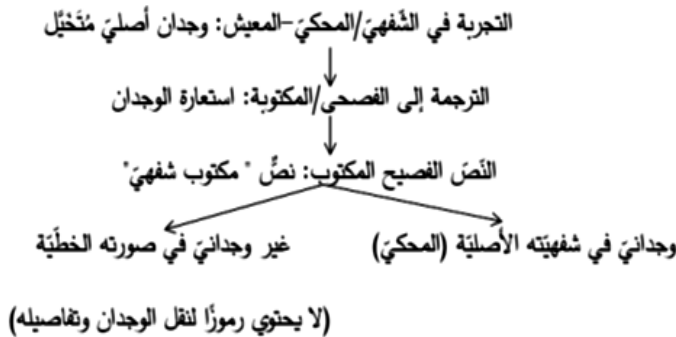 التجربة في الشّفهيّ/المحكيّ–المعيش: وجدان أصليّ مُتَخَيَّل
الترجمة إلى الفصحى/المكتوبة: استعارة الوجدان
النّصّ الفصيح المكتوب: نصٌّ " مكتوب شفهيّ"
وجدانيّ في شفهيّته الأصليّة (المحكيّ)
غير وجدانيّ في صورته الخطّيّة
(لا يحتوي رموزًا لنقل الوجدان وتفاصيله)